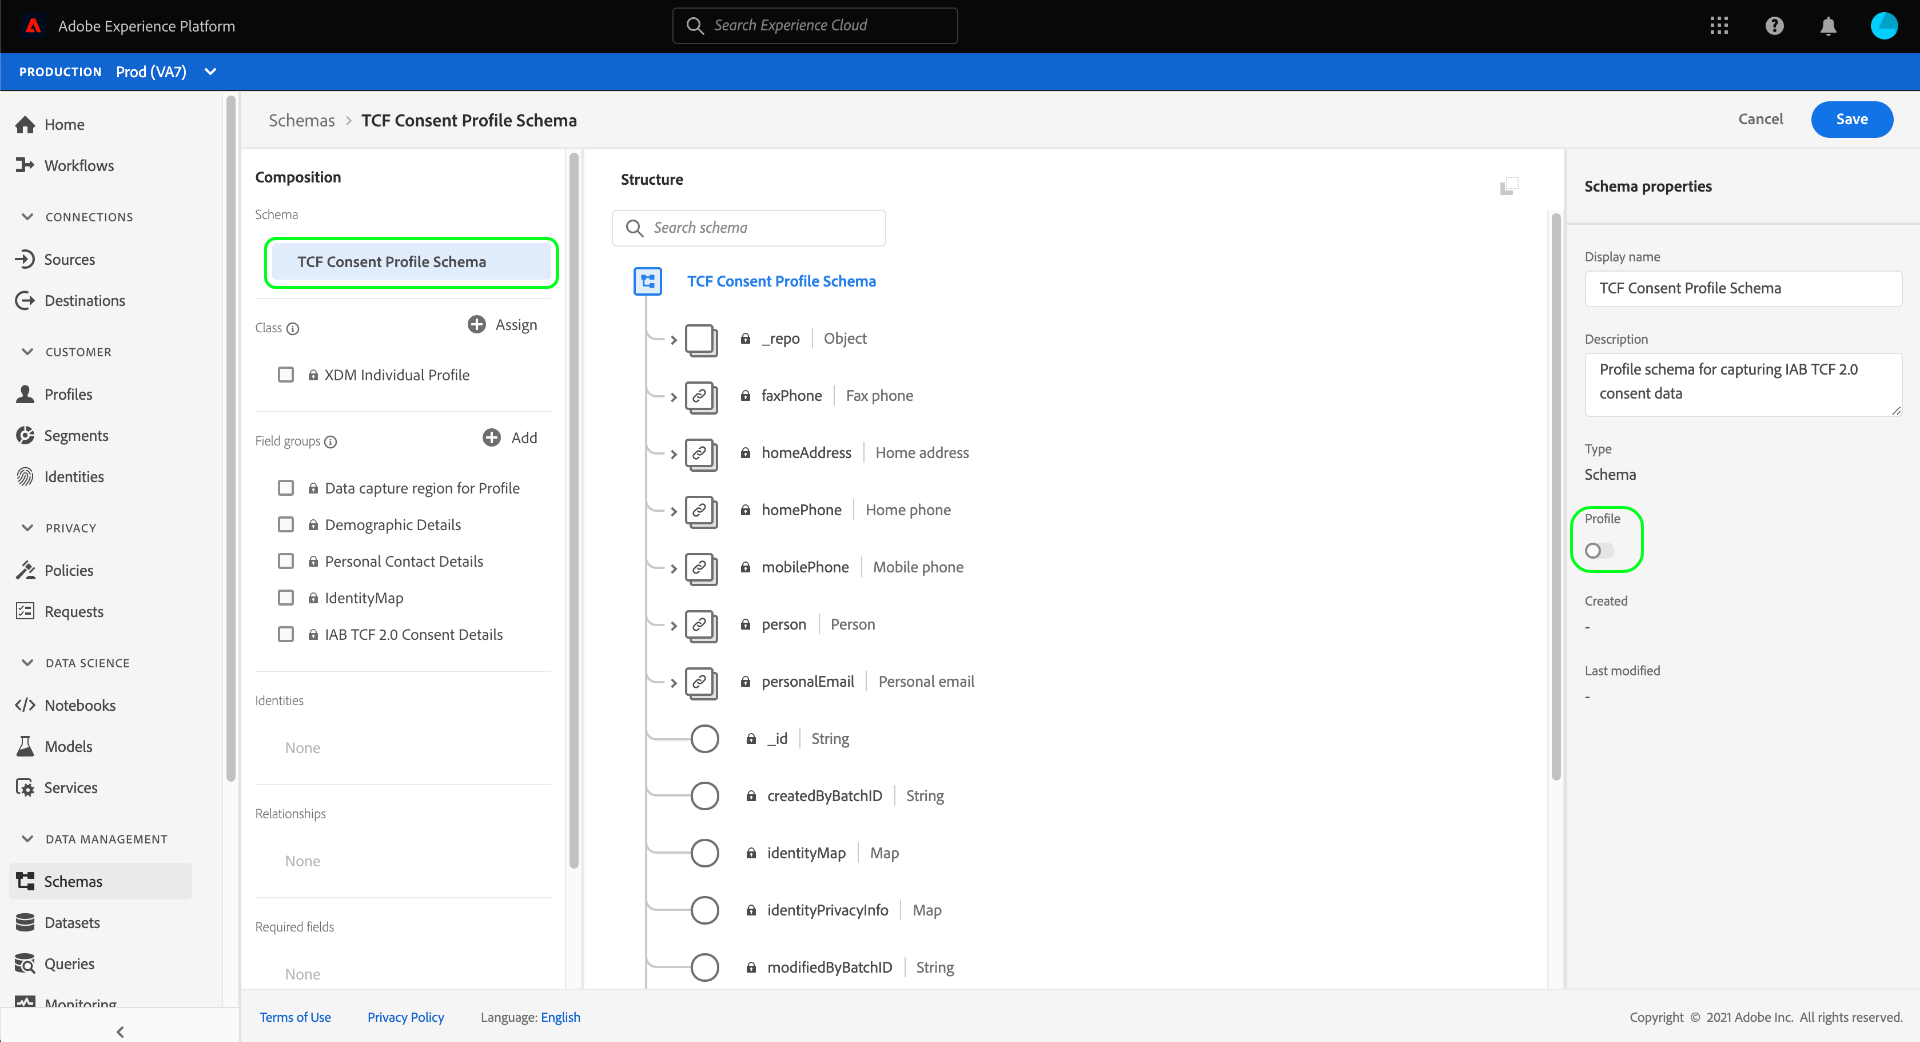 Adobe Experience Platform
Search Experience Cloud
PRODUCTION Prod (VA7)
Home
Workflows
CONNECTIONS
Sources
Destinations
CUSTOMER
Profiles
Segments
Identities
PRIVACY
Policies
Requests
DATA SCIENCE
Notebooks
Models
Services
DATA MANAGEMENT
Schemas
Datasets
Queries
Monitoring
Schemas > TCF Consent Profile Schema
Cancel
Save
Composition
Schema
TCF Consent Profile Schema
Class
Assign
XDM Individual Profile
Field groups
Add
Data capture region for Profile
Demographic Details
Personal Contact Details
IdentityMap
IAB TCF 2.0 Consent Details
Identities
None
Relationships
None
Required fields
None
Structure
Search schema
TCF Consent Profile Schema
_repo | Object
faxPhone | Fax phone
homeAddress | Home address
homePhone | Home phone
mobilePhone | Mobile phone
person | Person
personalEmail | Personal email
_id | String
createdByBatchID | String
identityMap | Map
identityPrivacyInfo | Map
modifiedByBatchID | String
Schema properties
Display name
TCF Consent Profile Schema
Description
Profile schema for capturing IAB TCF 2.0
consent data
Type
Schema
Profile
Created
-
Last modified
-
Terms of Use
Privacy Policy
Language: English
Copyright © 2021 Adobe Inc. All rights reserved.